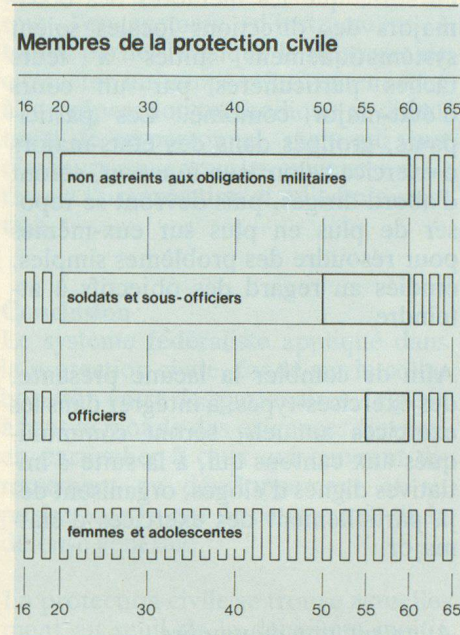 Membres de la protection civile
16 20 30 40 50 55 60 65
non astreints aux obligations militaires
soldats et sous-officiers
officiers
femmes et adolescentes
16 20 30 40 50 55 60 65